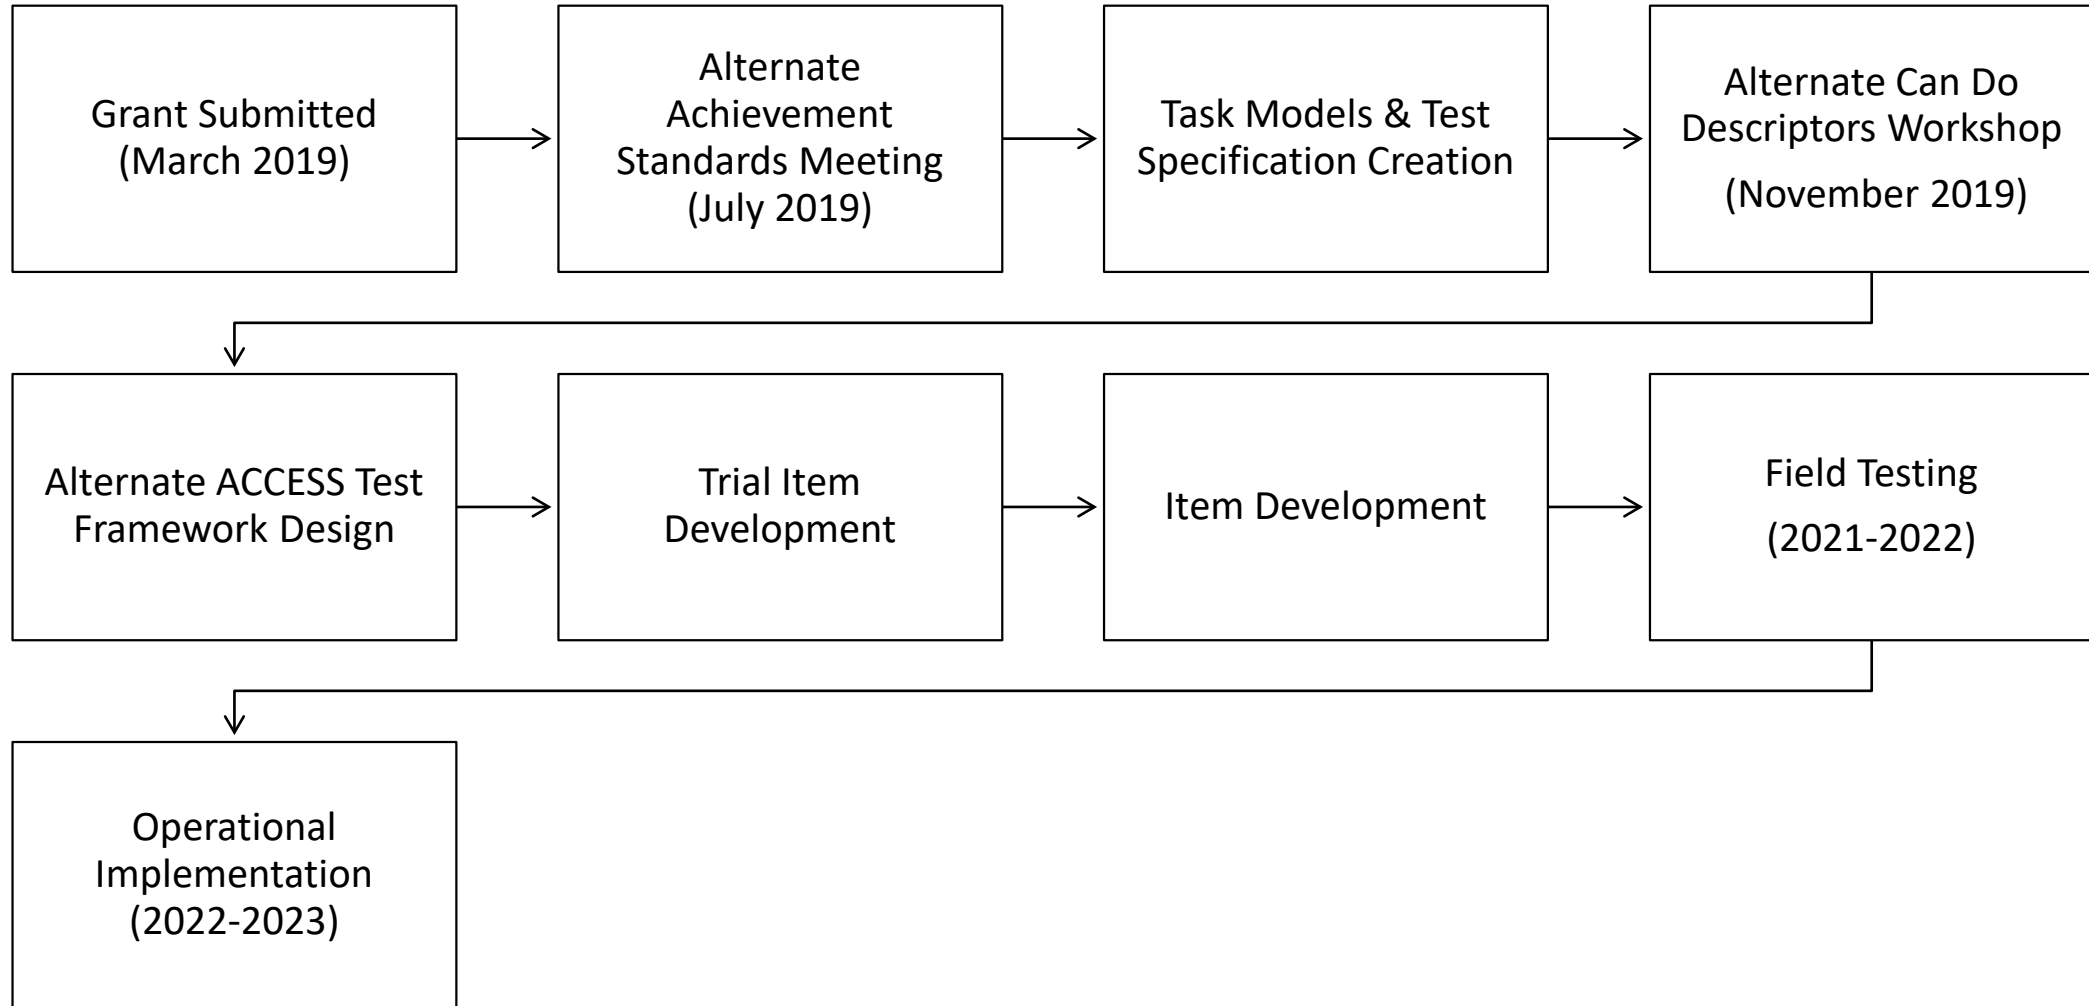 Grant Submitted
(March 2019)
Alternate
Achievement
Standards Meeting
(July 2019)
Task Models & Test
Specification Creation
Alternate Can Do
Descriptors Workshop
(November 2019)
Alternate ACCESS Test
Framework Design
Trial Item
Development
Item Development
Field Testing
(2021-2022)
Operational
Implementation
(2022-2023)